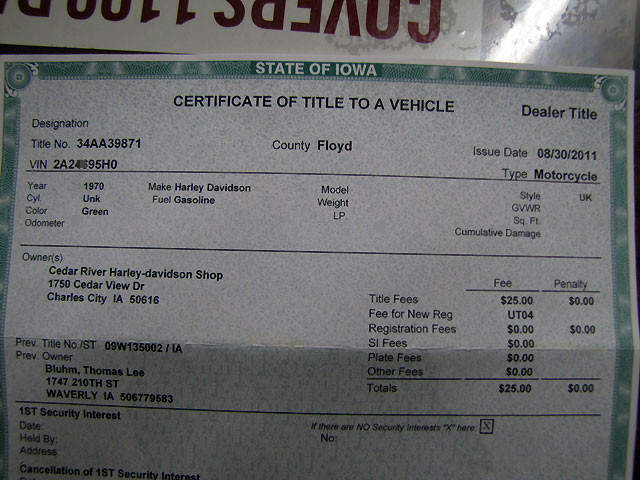 COVERS 1100
STATE OF IOWA
CERTIFICATE OF TITLE TO A VEHICLE
Dealer Title
Designation
Title No. 34AA39871 County Floyd Issue Date 08/30/2011
VIN 2A24 95H0 Type Motorcycle
Year 1970 Make Harley Davidson Model Style UK
Cyl. Unk Fuel Gasoline Weight GVWR
Color Green LP. Sq. Ft.
Odometer Cumulative Damage
Owner(s)
Cedar River Harley-davidson Shop
1750 Cedar View Dr
Charles City IA 50616
Fee Penalty
Title Fees $25.00 $0.00
Fee for New Reg UT04
Registration Fees $0.00 $0.00
SI Fees $0.00
Plate Fees $0.00
Other Fees $0.00
Totals $25.00 $0.00
Prev. Title No./ST 09W135002 / IA
Prev. Owner
Bluhm, Thomas Lee
1747 210TH ST
WAVERLY IA 506779583
1ST Security Interest
If there are NO Security Interests "X" here: X
Date: No:
Held By:
Address:
Cancellation of 1ST Security Interest